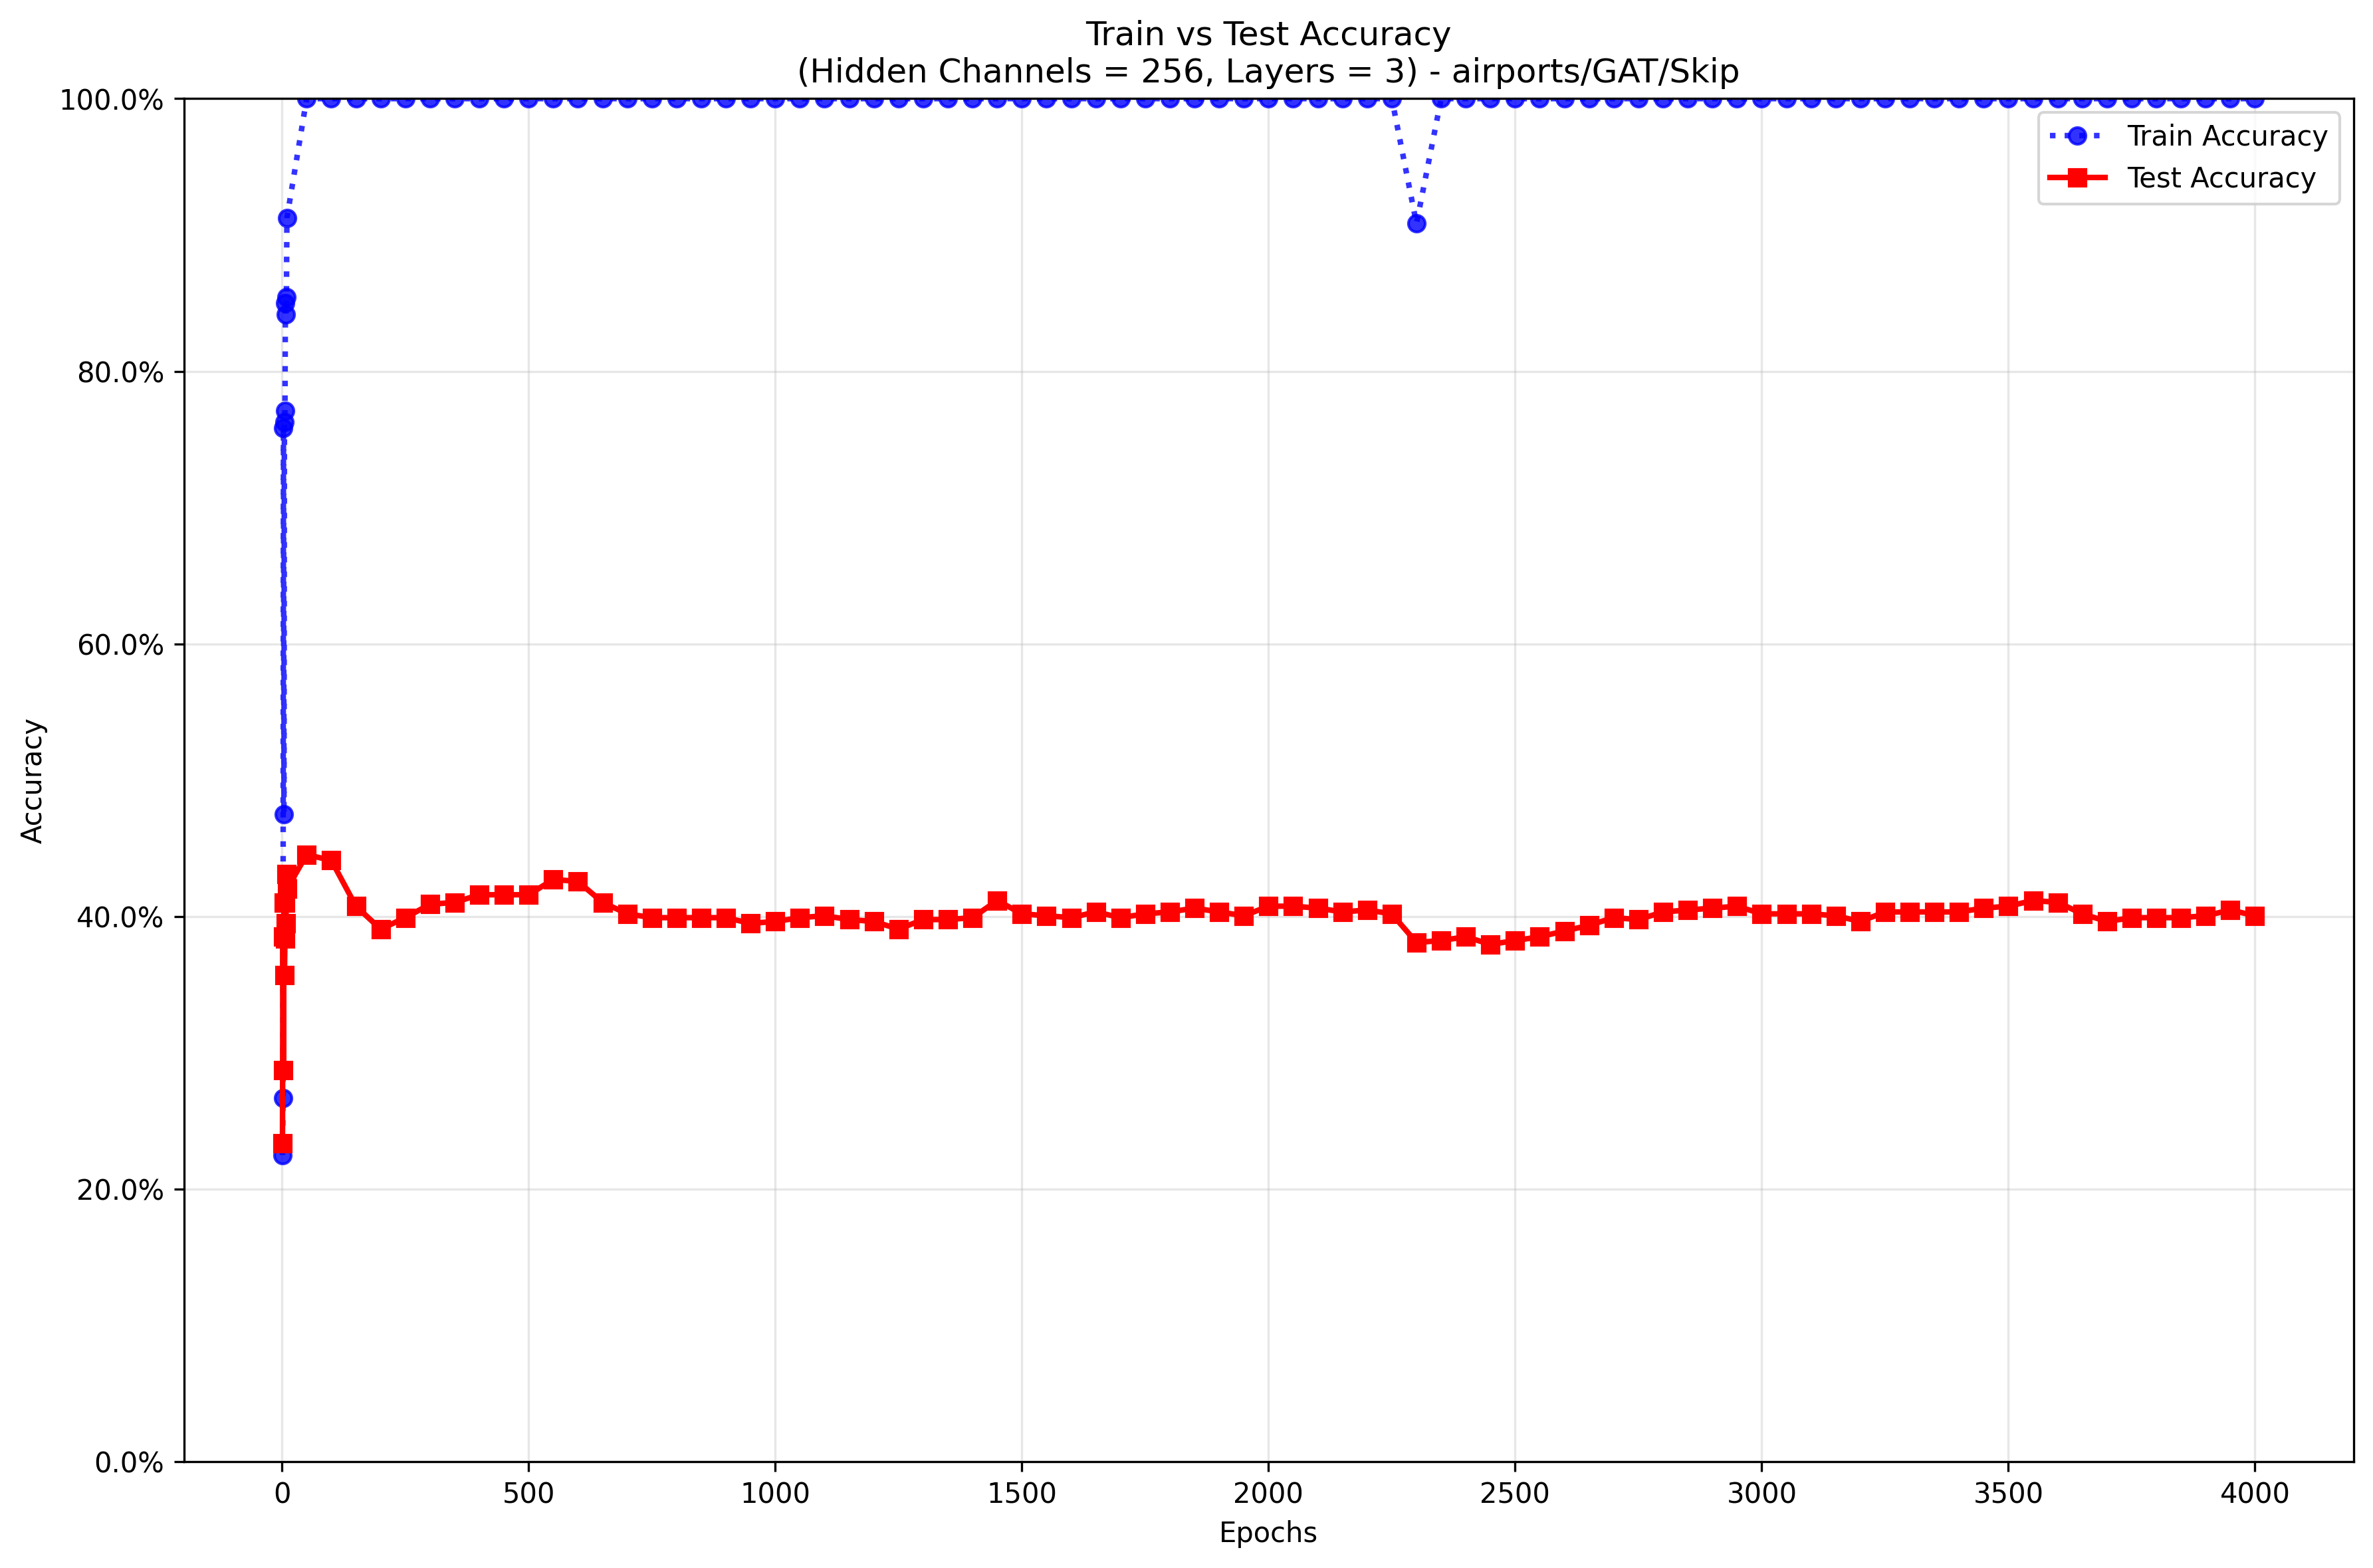 Train vs Test Accuracy
(Hidden Channels = 256, Layers = 3) - airports/GAT/Skip
100.0%
80.0%
60.0%
40.0%
20.0%
0.0%
Accuracy
Train Accuracy
Test Accuracy
0 500 1000 1500 2000 2500 3000 3500 4000
Epochs